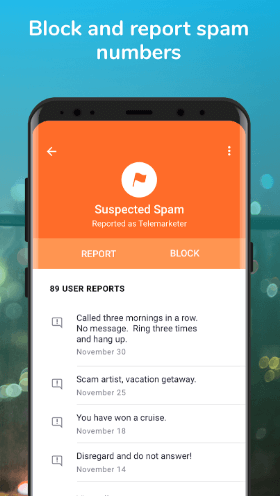 Block and report spam
numbers
Suspected Spam
Reported as Telemarketer
REPORT BLOCK
89 USER REPORTS
Called three mornings in a row.
No message. Ring three times
and hang up.
November 30
Scam artist, vacation getaway.
November 25
You have won a cruise.
November 18
Disregard and do not answer!
November 14